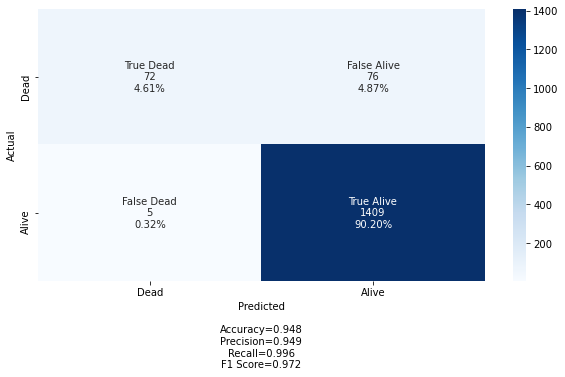 True Dead
72
4.61%
False Alive
76
4.87%
False Dead
5
0.32%
True Alive
1409
90.20%
Dead
Alive
Actual
Dead
Alive
Predicted
Accuracy=0.948
Precision=0.949
Recall=0.996
F1 Score=0.972
1400
1200
1000
800
600
400
200